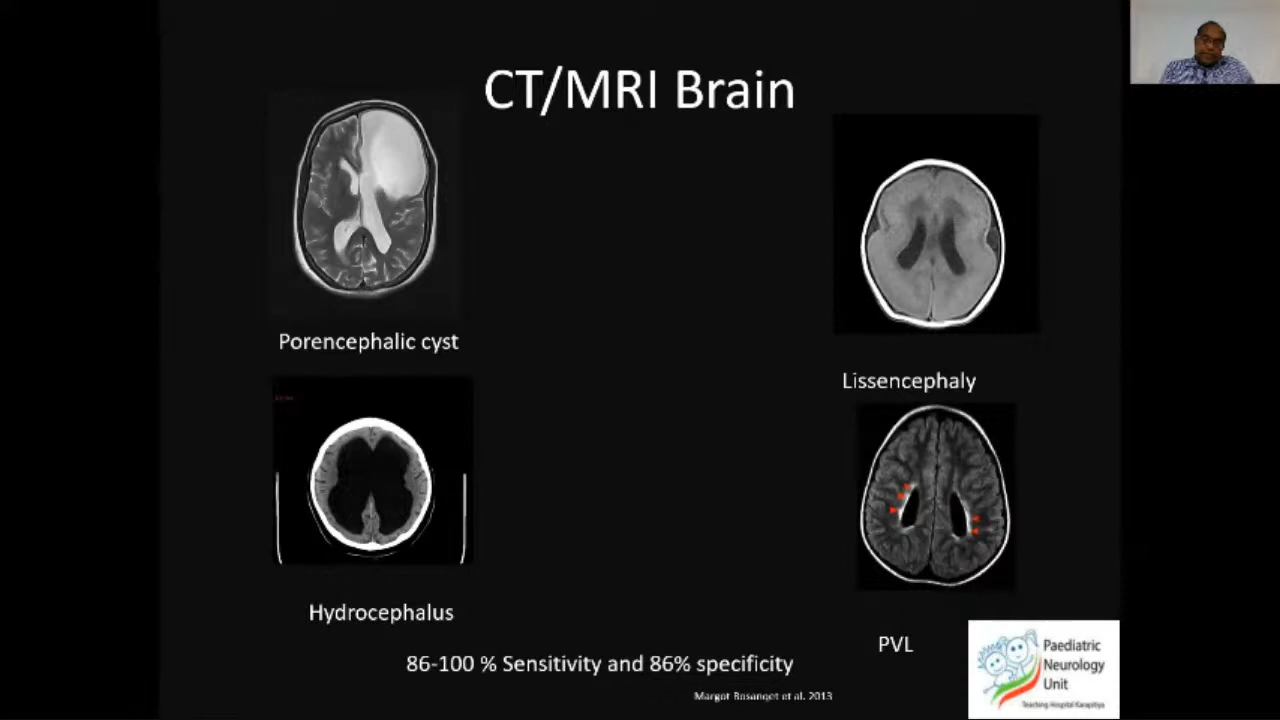 CT/MRI Brain
Porencephalic cyst
Lissencephaly
Hydrocephalus
PVL
86-100 % Sensitivity and 86% specificity
Margot Bosanqet et al. 2013
Paediatric
Neurology
Unit
Teaching Hospital Karapitiya